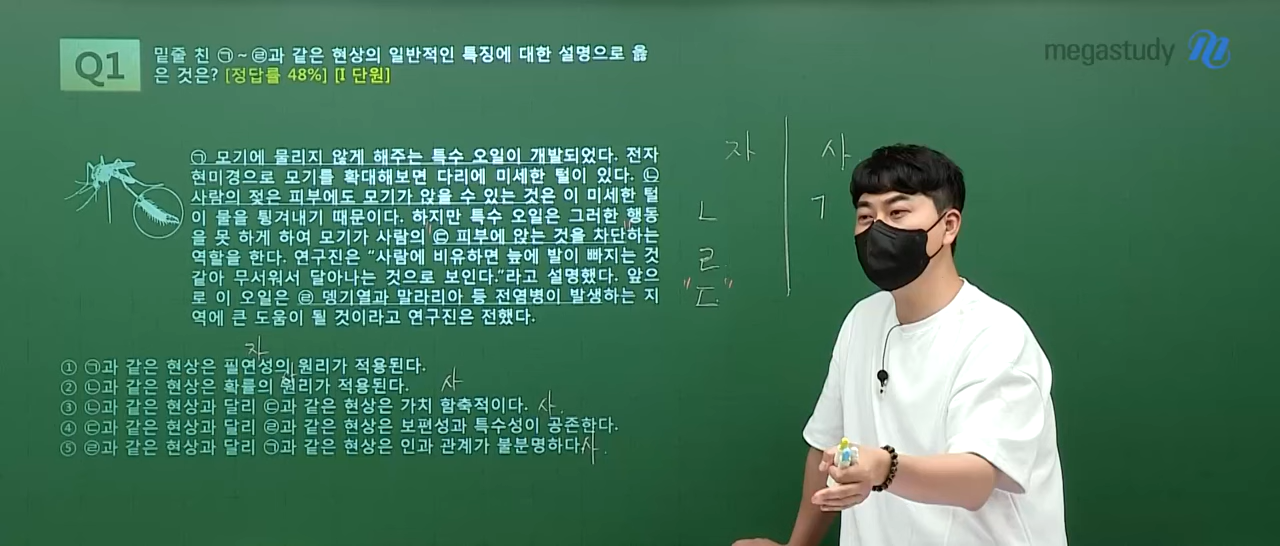 Q1
밑줄 친 ㉠~㉣과 같은 현상의 일반적인 특징에 대한 설명으로 옳
은 것은? [정답률 48%] [I 단원]
megastudy
㉠ 모기에 물리지 않게 해주는 특수 오일이 개발되었다. 전자
현미경으로 모기를 확대해보면 다리에 미세한 털이 있다. ㉡
사람의 젖은 피부에도 모기가 앉을 수 있는 것은 이 미세한 털
이 물을 튕겨내기 때문이다. 하지만 특수 오일은 그러한 행동
을 못 하게 하여 모기가 사람의 ㉢ 피부에 앉는 것을 차단하는
역할을 한다. 연구진은 “사람에 비유하면 늪에 발이 빠지는 것
같아 무서워서 달아나는 것으로 보인다.”라고 설명했다. 앞으
로 이 오일은 ㉣ 뎅기열과 말라리아 등 전염병이 발생하는 지
역에 큰 도움이 될 것이라고 연구진은 전했다.
자
① ㉠과 같은 현상은 필연성의 원리가 적용된다.
② ㉡과 같은 현상은 확률의 원리가 적용된다. 사
③ ㉡과 같은 현상과 달리 ㉢과 같은 현상은 가치 함축적이다. 사.
④ ㉢과 같은 현상과 달리 ㉣과 같은 현상은 보편성과 특수성이 공존한다.
⑤ ㉣과 같은 현상과 달리 ㉠과 같은 현상은 인과 관계가 불분명하다. 사.
자 사
ㄴ ㄱ
ㄹ
"ㄷ"